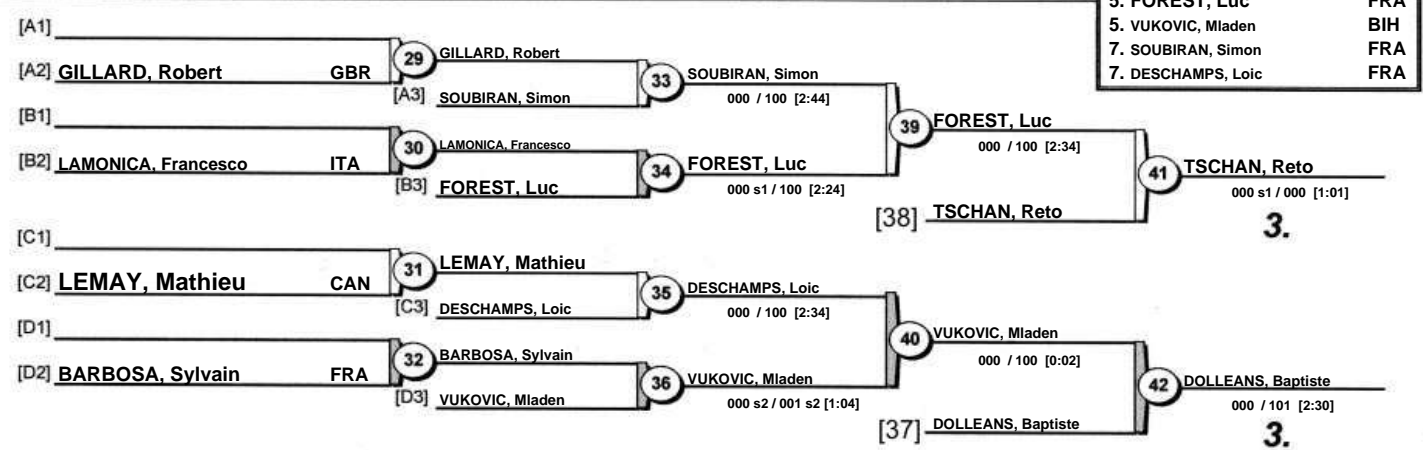 5. FOREST, Luc FRA
5. VUKOVIC, Mladen BIH
7. SOUBIRAN, Simon FRA
7. DESCHAMPS, Loic FRA
[A1]
[A2] GILLARD, Robert GBR
29
GILLARD, Robert
[A3] SOUBIRAN, Simon
33
SOUBIRAN, Simon
000 / 100 [2:44]
[B1]
[B2] LAMONICA, Francesco ITA
30
LAMONICA, Francesco
[B3] FOREST, Luc
34
FOREST, Luc
000 s1 / 100 [2:24]
39
FOREST, Luc
000 / 100 [2:34]
[38] TSCHAN, Reto
41
TSCHAN, Reto
000 s1 / 000 [1:01]
3.
[C1]
[C2] LEMAY, Mathieu CAN
31
LEMAY, Mathieu
[C3] DESCHAMPS, Loic
35
DESCHAMPS, Loic
000 / 100 [2:34]
[D1]
[D2] BARBOSA, Sylvain FRA
32
BARBOSA, Sylvain
[D3] VUKOVIC, Mladen
36
VUKOVIC, Mladen
000 s2 / 001 s2 [1:04]
40
VUKOVIC, Mladen
000 / 100 [0:02]
[37] DOLLEANS, Baptiste
42
DOLLEANS, Baptiste
000 / 101 [2:30]
3.